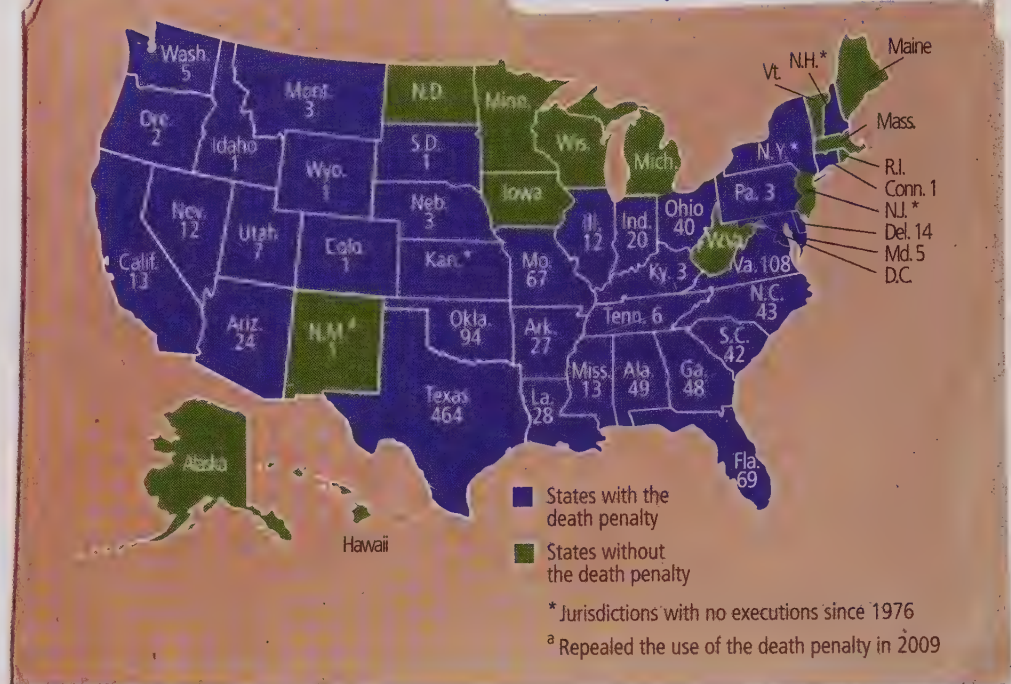 Wash.
5
Mont.
3
N.D.
Minn.
Vt.
N.H.*
Maine
Ore.
2
Idaho
1
Wyo.
1
S.D.
1
Wis.
Mich.
N.Y.*
Mass.
R.I.
Conn. 1
N.J. *
Del. 14
Md. 5
D.C.
Nev.
12
Utah
7
Colo.
1
Neb.
3
Iowa
Ill.
12
Ind.
20
Ohio
40
Pa. 3
Calif.
13
Kan.*
Mo.
67
Ky. 3
W.Va.
Va. 108
Ariz.
24
N.M.ª
1
Okla.
94
Ark.
27
Tenn. 6
N.C.
43
S.C.
42
Texas
464
La.
28
Miss.
13
Ala.
49
Ga.
48
Fla.
69
Alaska
Hawaii
States with the
death penalty
States without
the death penalty
* Jurisdictions with no executions since 1976
ª Repealed the use of the death penalty in 2009